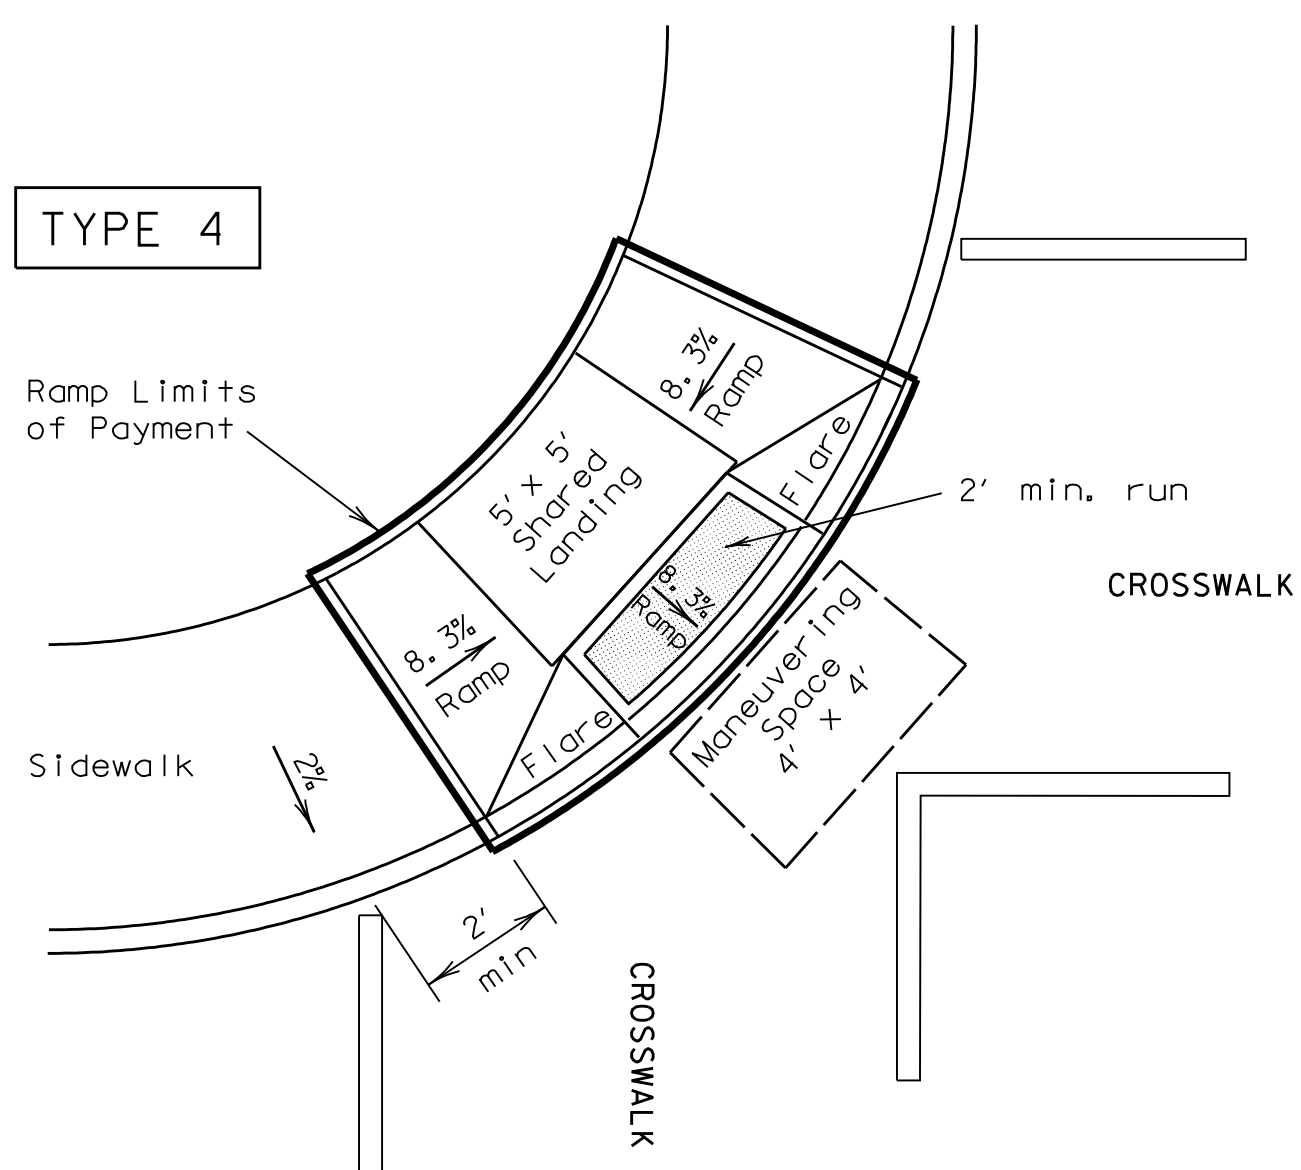 TYPE 4
Ramp Limits
of Payment
8.3%
Ramp
5' x 5'
Shared
Landing
Flare
2' min. run
CROSSWALK
8.3%
Ramp
8.3%
Ramp
Maneuvering
Space
4' x 4'
Flare
Sidewalk
2%
2'
min
CROSSWALK